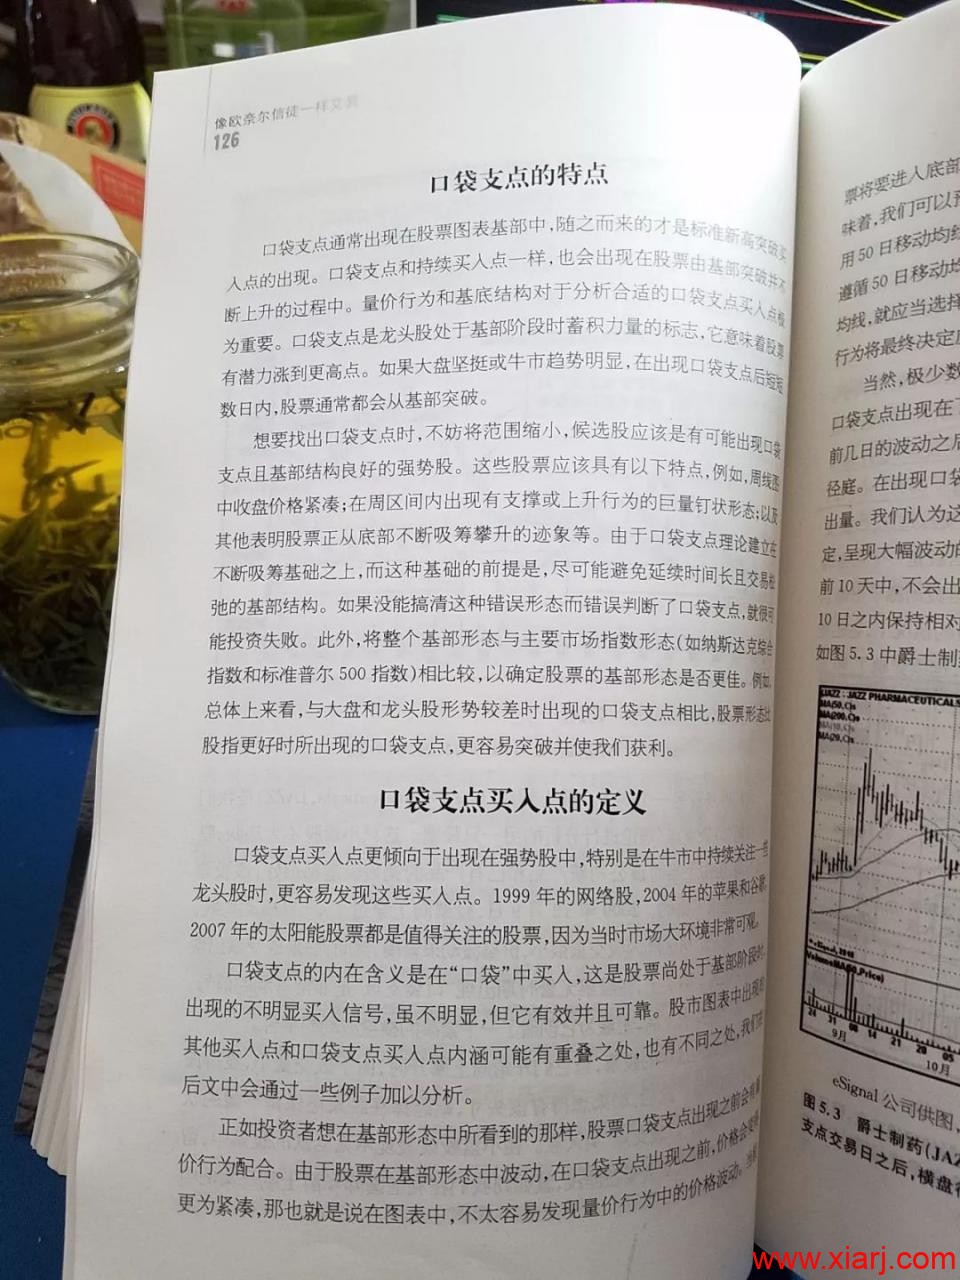 像欧奈尔信徒一样交易
126
口袋支点的特点
口袋支点通常出现在股票图表基部中,随之而来的才是标准新高突破买
入点的出现。口袋支点和持续买入点一样,也会出现在股票由基部突破并不
断上升的过程中。量价行为和基底结构对于分析合适的口袋支点买入点极
为重要。口袋支点是龙头股处于基部阶段时蓄积力量的标志,它意味着股票
有潜力涨到更高点。如果大盘坚挺或牛市趋势明显,在出现口袋支点后短短
数日内,股票通常都会从基部突破。
想要找出口袋支点时,不妨将范围缩小,候选股应该是有可能出现口袋
支点且基部结构良好的强势股。这些股票应该具有以下特点,例如,周线图
中收盘价格紧凑;在周区间内出现有支撑或上升行为的巨量钉状形态;以及
其他表明股票正从底部不断吸筹攀升的迹象等。由于口袋支点理论建立在
不断吸筹基础之上,而这种基础的前提是,尽可能避免延续时间长且交易松
弛的基部结构。如果没能搞清这种错误形态而错误判断了口袋支点,就很可
能投资失败。此外,将整个基部形态与主要市场指数形态(如纳斯达克综合
指数和标准普尔 500 指数)相比较,以确定股票的基部形态是否更佳。例如,
总体上来看,与大盘和龙头股形势较差时出现的口袋支点相比,股票形态比
股指更好时所出现的口袋支点,更容易突破并使我们获利。
口袋支点买入点的定义
口袋支点买入点更倾向于出现在强势股中,特别是在牛市中持续关注一些
龙头股时,更容易发现这些买入点。1999 年的网络股,2004 年的苹果和谷歌,
2007 年的太阳能股票都是值得关注的股票,因为当时市场大环境非常可观。
口袋支点的内在含义是在“口袋”中买入,这是股票尚处于基部阶段时,
出现的不明显买入信号,虽不明显,但它有效并且可靠。股市图表中出现的
其他买入点和口袋支点买入点内涵可能有重叠之处,也有不同之处,我们在
后文中会通过一些例子加以分析。
正如投资者想在基部形态中所看到的那样,股票口袋支点出现之前会有量
价行为配合。由于股票在基部形态中波动,在口袋支点出现之前,价格会变得
更为紧凑,那也就是说在图表中,不太容易发现量价行为中的价格波动。当股
票将要进入底部
味着,我们可以预
用 50 日移动均线
遵循 50 日移动均
均线,就应当选择
行为将最终决定应
当然,极少数
口袋支点出现在了
前几日的波动之后
径庭。在出现口袋
出量。我们认为这
定,呈现大幅波动的
前 10 天中,不会出
10 日之内保持相对
如图 5.3 中爵士制药
JAZZ: JAZZ PHARMACEUTICALS
MA(50,C)s
MA(200,C)s
MA(10,C)s
MA(20,C)s
eSignal, 2010
Volume
24 31 08 14 21 28 05
9月
10月
eSignal 公司供图,
图 5.3 爵士制药(JAZ
支点交易日之后,横盘行
www.xiarj.com